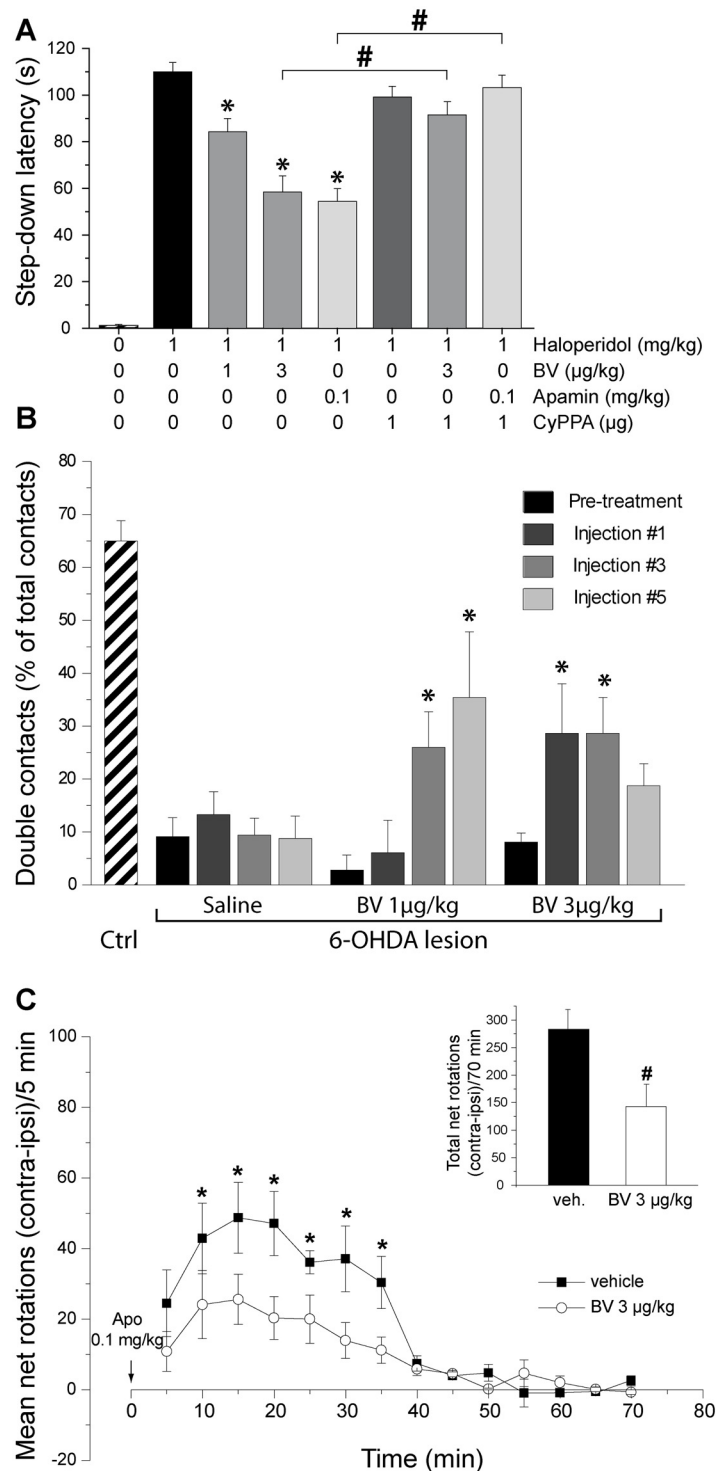 A
# #
* * *
Step-down latency (s)
120
100
80
60
40
20
0
0 1 1 1 1 1 1 1 Haloperidol (mg/kg)
0 0 1 3 0 0 3 0 BV (µg/kg)
0 0 0 0 0.1 0 0 0.1 Apamin (mg/kg)
0 0 0 0 0 1 1 1 CyPPA (µg)
B
Double contacts (% of total contacts)
80
70
60
50
40
30
20
10
0
Pre-treatment
Injection #1
Injection #3
Injection #5
* * * *
Saline BV 1µg/kg BV 3µg/kg
Ctrl 6-OHDA lesion
C
Mean net rotations (contra-ipsi)/5 min
100
80
60
40
20
0
-20
Total net rotations
(contra-ipsi)/70 min
300
250
200
150
100
50
0
#
veh. BV 3 µg/kg
* * * * * *
vehicle
BV 3 µg/kg
Apo
0.1 mg/kg
0 10 20 30 40 50 60 70 80
Time (min)